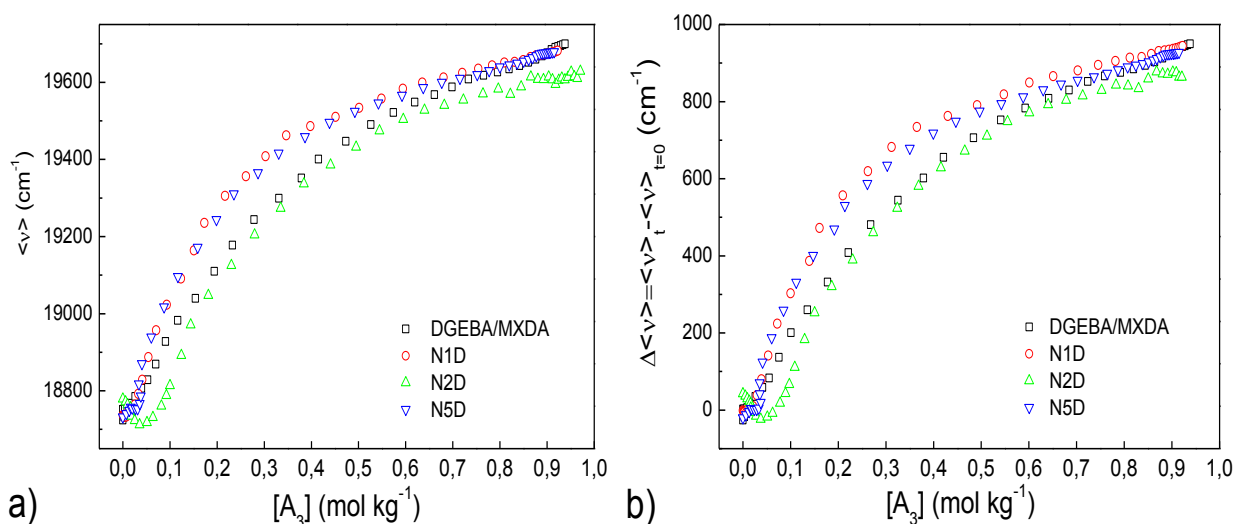 19600
19400
19200
19000
18800
<ν> (cm⁻¹)
DGEBA/MXDA
N1D
N2D
N5D
0,0 0,1 0,2 0,3 0,4 0,5 0,6 0,7 0,8 0,9 1,0
[A₃] (mol kg⁻¹)
a)
1000
800
600
400
200
0
Δ<ν>=<ν>ₜ-<ν>ₜ₌₀ (cm⁻¹)
DGEBA/MXDA
N1D
N2D
N5D
0,0 0,1 0,2 0,3 0,4 0,5 0,6 0,7 0,8 0,9 1,0
[A₃] (mol kg⁻¹)
b)